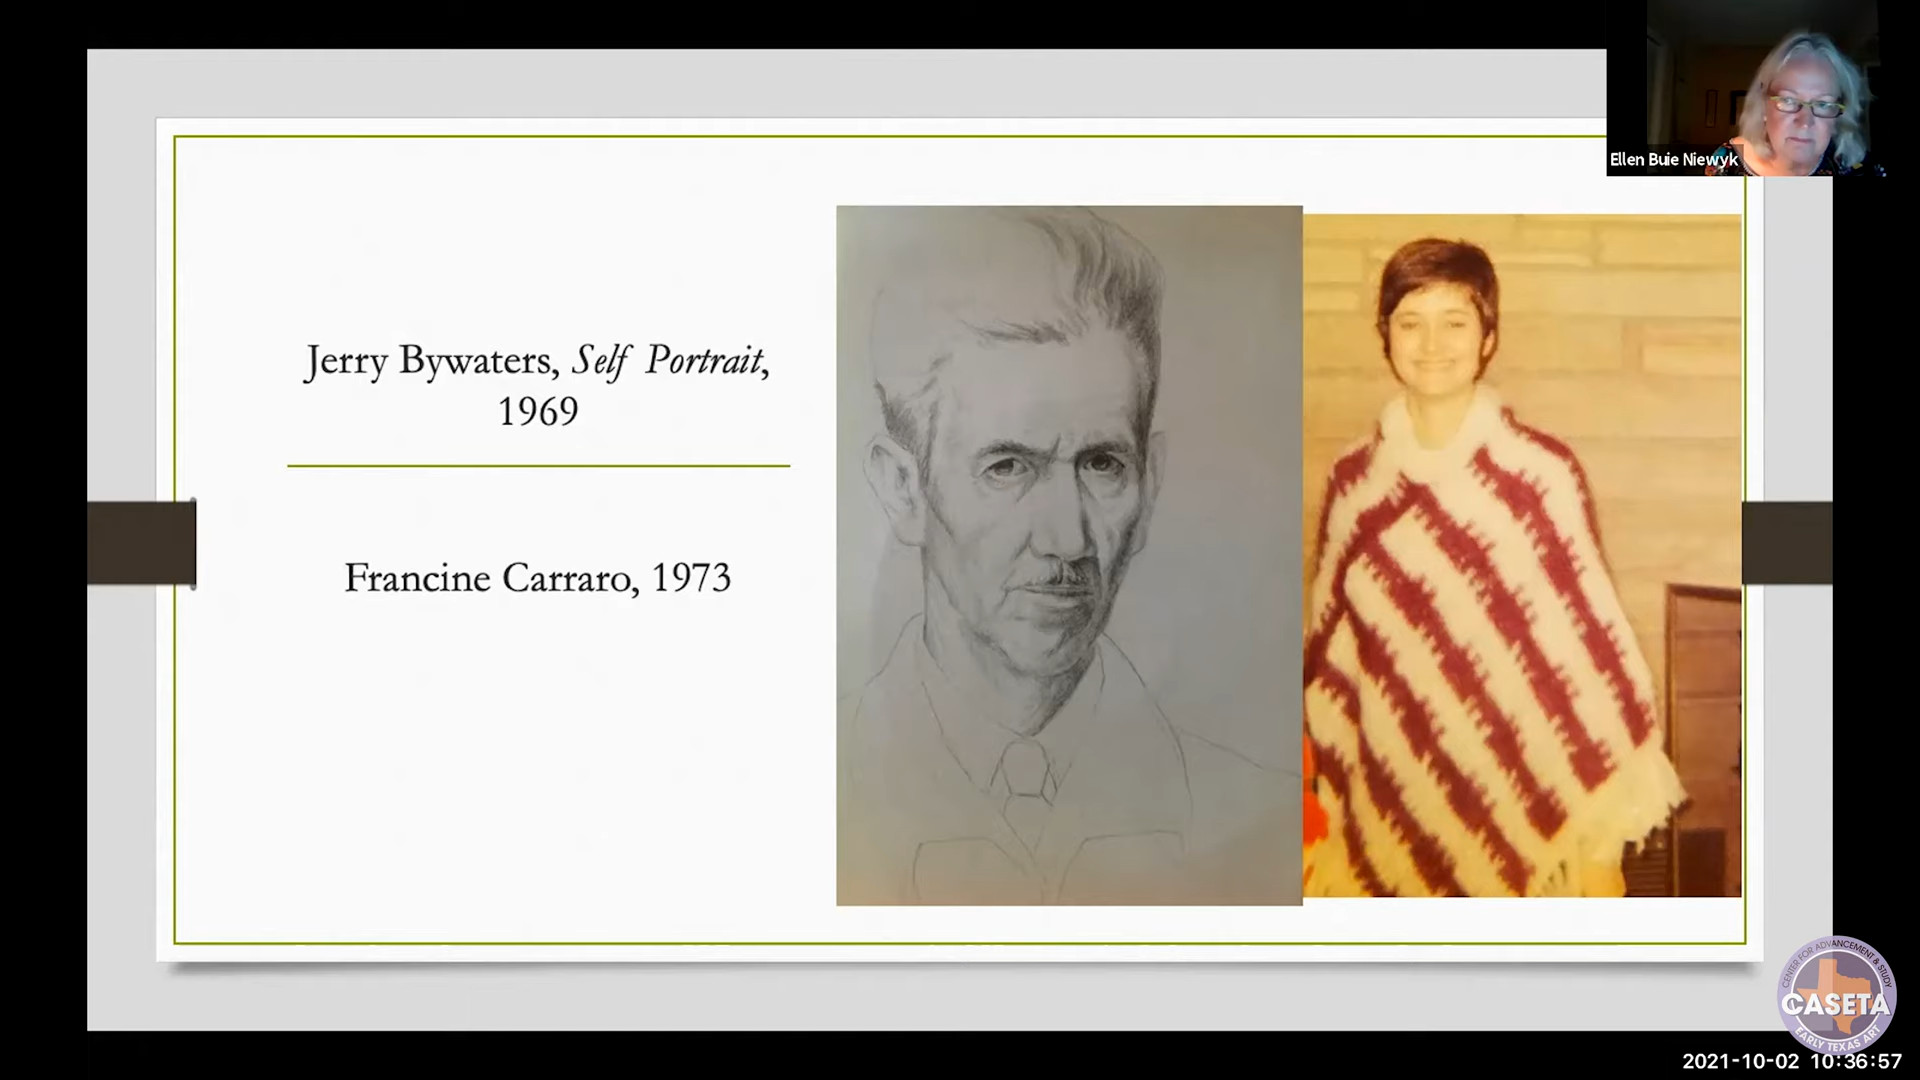 Ellen Buie Niewyk
Jerry Bywaters, Self Portrait,
1969
Francine Carraro, 1973
CENTER FOR ADVANCEMENT & STUDY
CASETA
EARLY TEXAS ART
2021-10-02 10:36:57